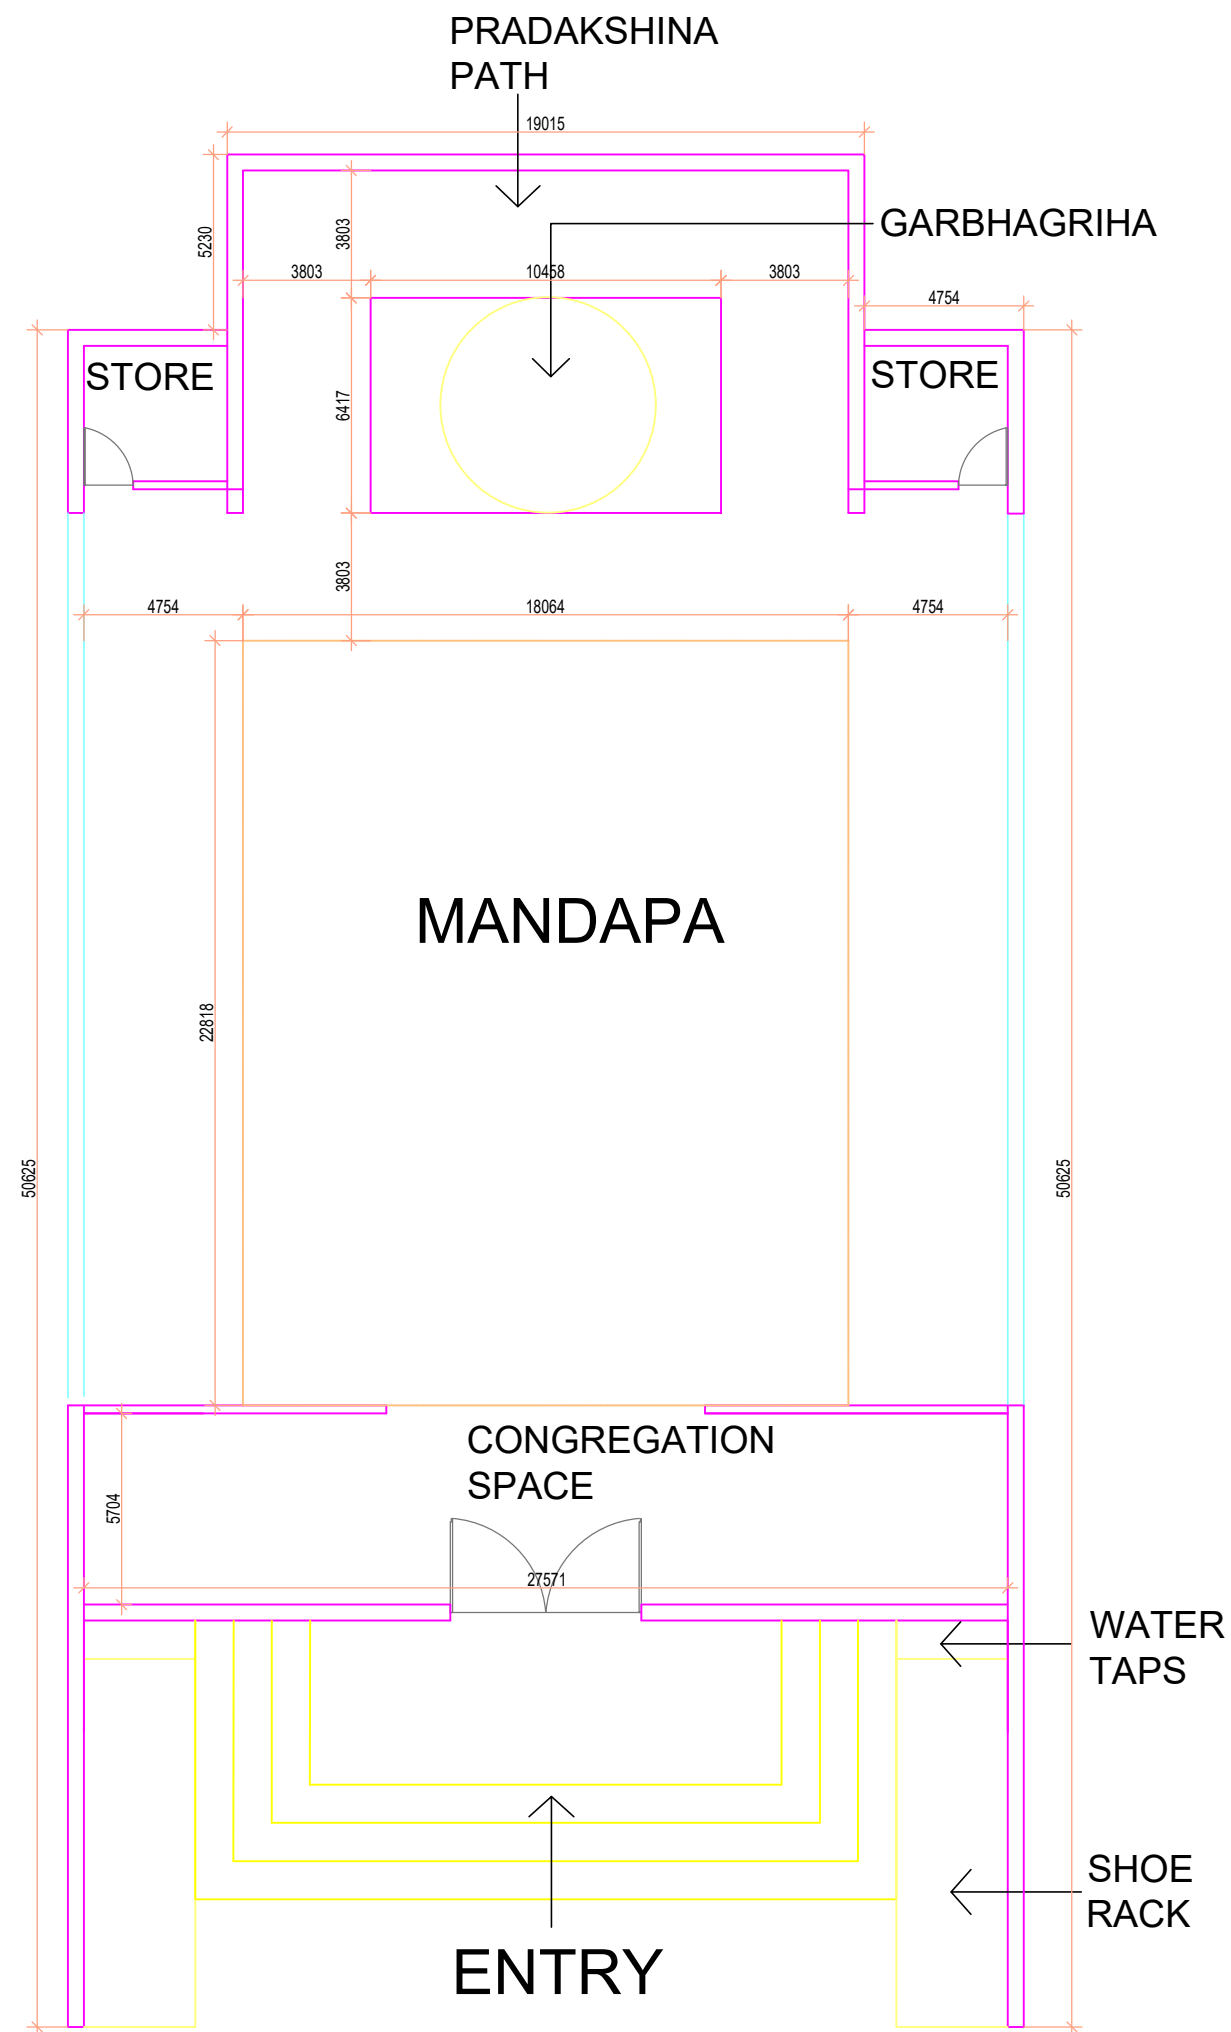 PRADAKSHINA
PATH
19015
5230
3803
GARBHAGRIHA
3803
10458
3803
4754
STORE
STORE
6417
3803
4754
18064
4754
MANDAPA
22818
50625
50625
CONGREGATION
SPACE
5704
27571
WATER
TAPS
SHOE
RACK
ENTRY